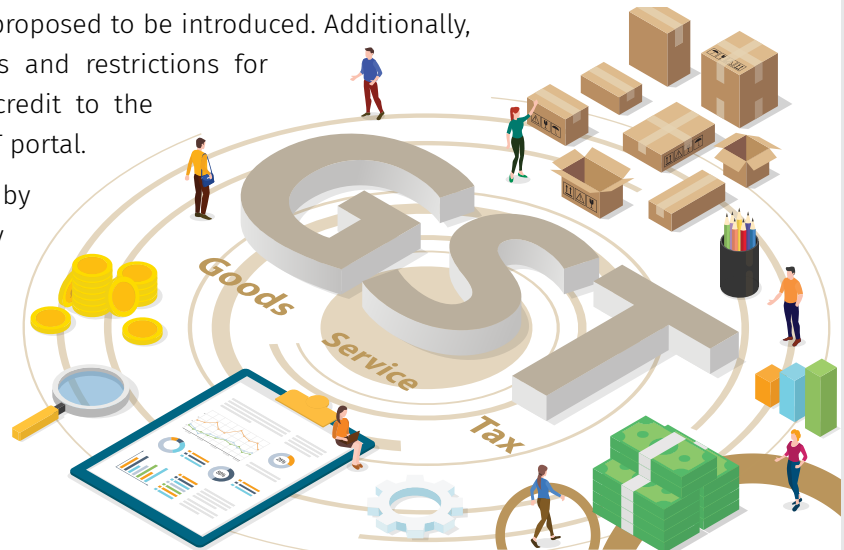 proposed to be introduced. Additionally,
s and restrictions for
credit to the
portal.
by
GST
Goods
Service
Tax